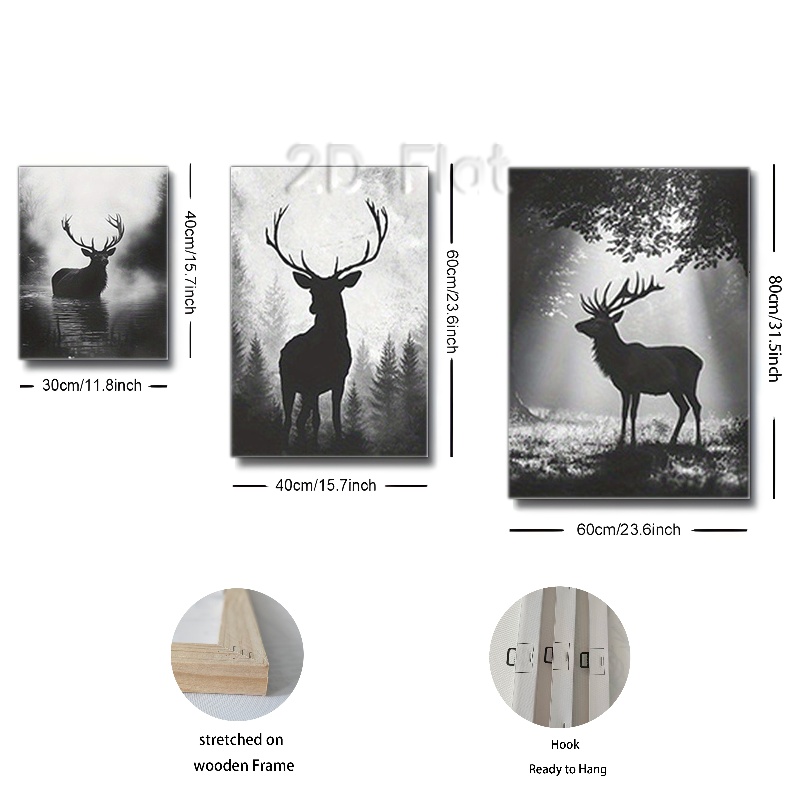 2D Flat
40cm/15.7inch
30cm/11.8inch
60cm/23.6inch
40cm/15.7inch
80cm/31.5inch
60cm/23.6inch
stretched on
wooden Frame
Hook
Ready to Hang